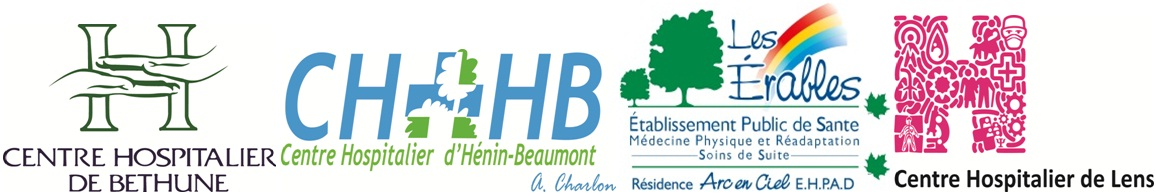 CENTRE HOSPITALIER
DE BETHUNE
CH HB
Centre Hospitalier d'Hénin-Beaumont
A. Charlon
Les
Érables
Établissement Public de Sante
Médecine Physique et Réadaptation
Soins de Suite
Résidence Arc en Ciel E.H.P.A.D
Centre Hospitalier de Lens